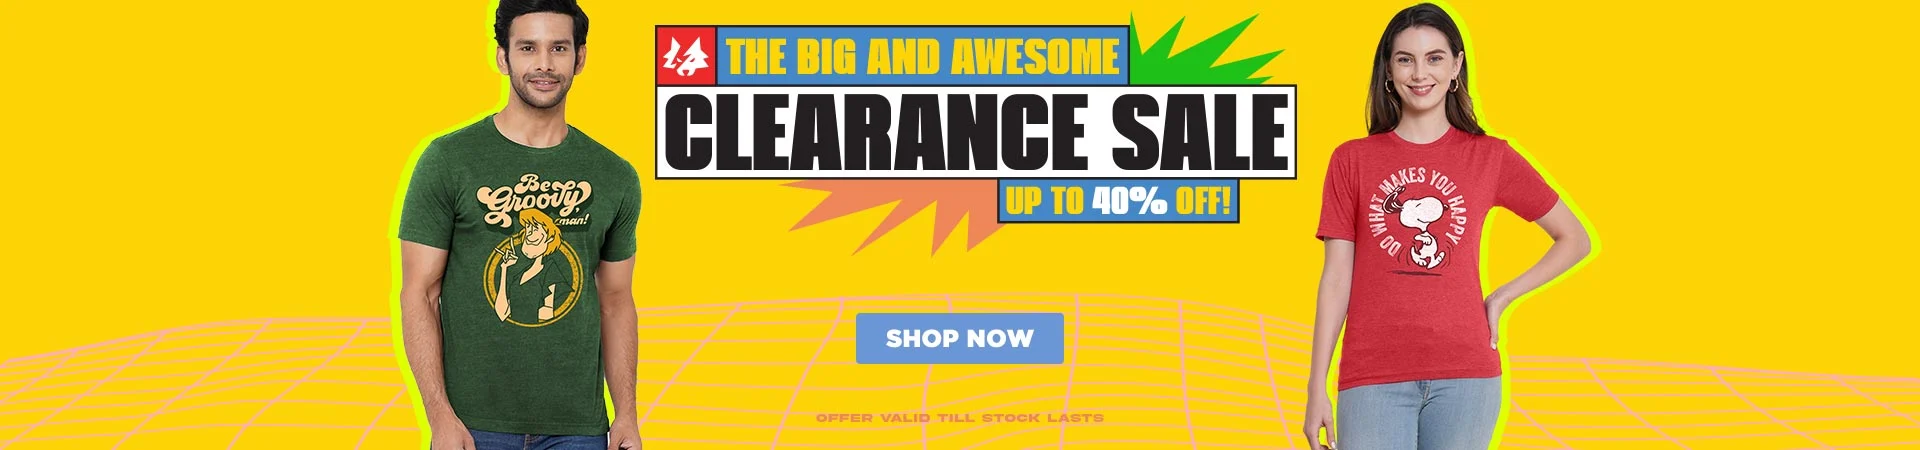 THE BIG AND AWESOME
CLEARANCE SALE
UP TO 40% OFF!
Be
Groovy,
man!
DO WHAT MAKES YOU HAPPY
SHOP NOW
OFFER VALID TILL STOCK LASTS